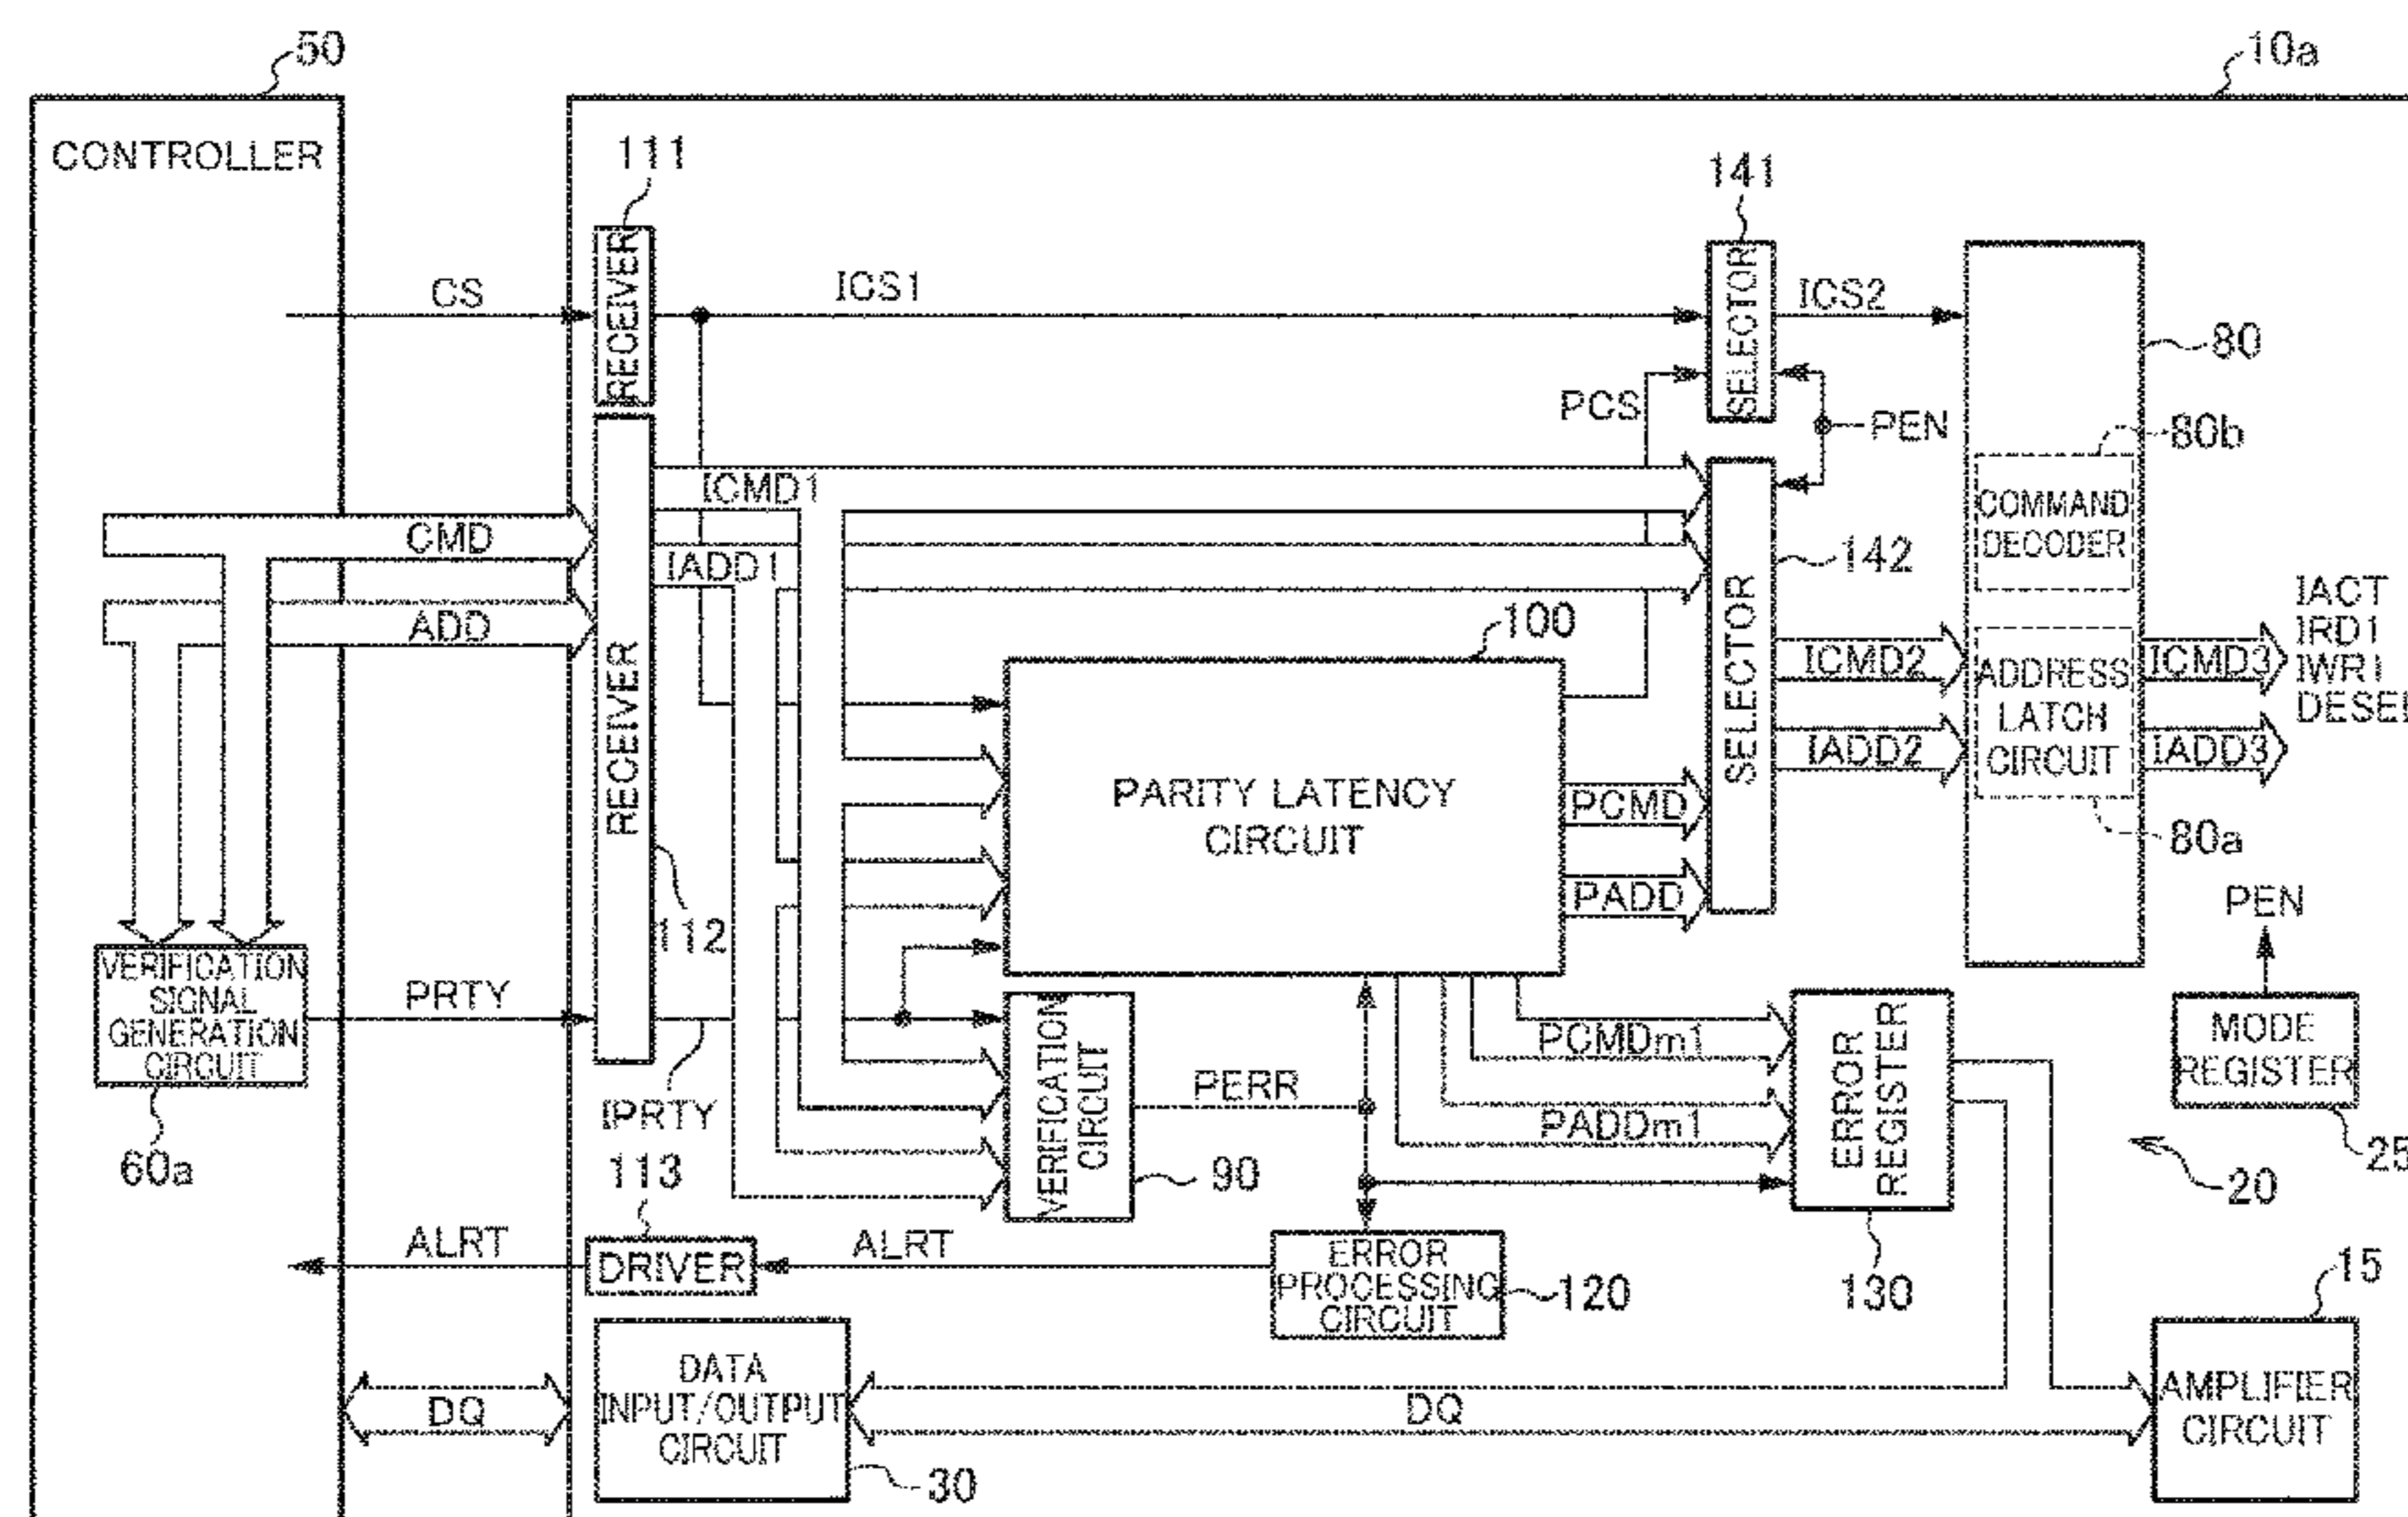 50
10a
CONTROLLER
111
141
RECEIVER
SELECTOR
CS
ICS1
ICS2
80
PCS
PEN
80b
ICMD1
COMMAND
DECODER
CMD
IADD1
142
ADD
100
RECEIVER
SELECTOR
ICMD2
ADDRESS
LATCH
CIRCUIT
ICMD3
IACT
IRD1
IWR1
IADD2
IADD3
PARITY LATENCY
CIRCUIT
PCMD
80a
PADD
PEN
112
VERIFICATION
SIGNAL
GENERATION
CIRCUIT
PRTY
MODE
REGISTER
VERIFICATION
CIRCUIT
PCMDm1
ERROR
REGISTER
IPRTY
PERR
PADDm1
60a
113
90
20
25
ALRT
DRIVER
ALRT
ERROR
PROCESSING
CIRCUIT
120
130
15
DATA
INPUT/OUTPUT
CIRCUIT
DQ
DQ
AMPLIFIER
CIRCUIT
30